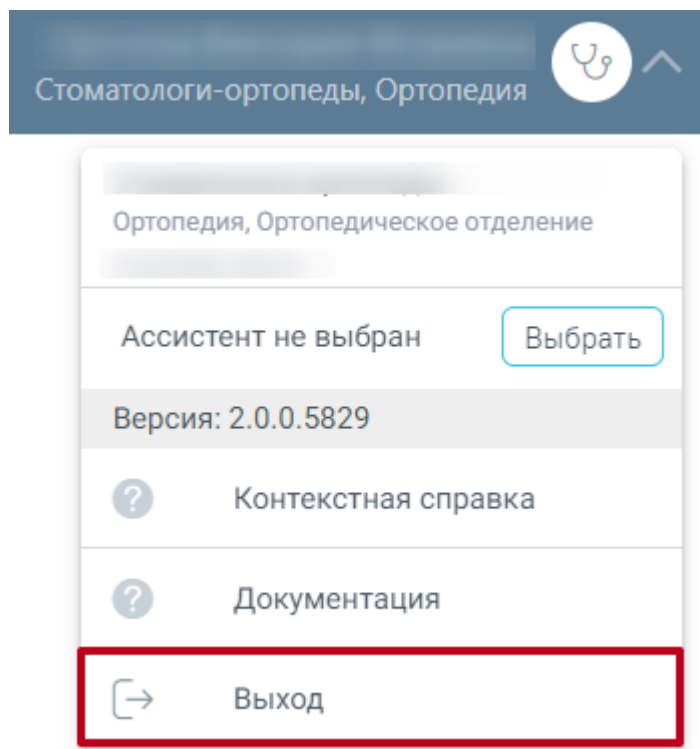 Стоматологи-ортопеды, Ортопедия
Ортопедия, Ортопедическое отделение
Ассистент не выбран
Выбрать
Версия: 2.0.0.5829
Контекстная справка
Документация
Выход